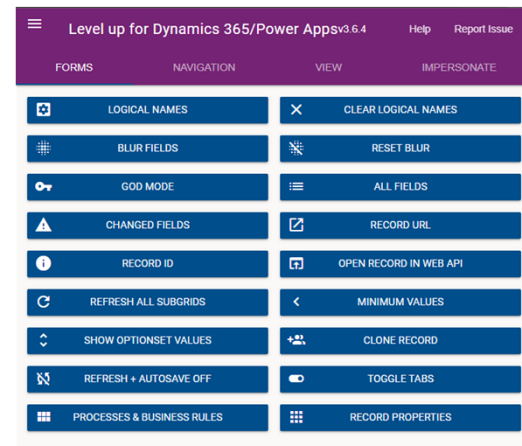 Level up for Dynamics 365/Power Apps v3.6.4 Help Report Issue
FORMS NAVIGATION VIEW IMPERSONATE
LOGICAL NAMES CLEAR LOGICAL NAMES
BLUR FIELDS RESET BLUR
GOD MODE ALL FIELDS
CHANGED FIELDS RECORD URL
RECORD ID OPEN RECORD IN WEB API
REFRESH ALL SUBGRIDS MINIMUM VALUES
SHOW OPTIONSET VALUES CLONE RECORD
REFRESH + AUTOSAVE OFF TOGGLE TABS
PROCESSES & BUSINESS RULES RECORD PROPERTIES